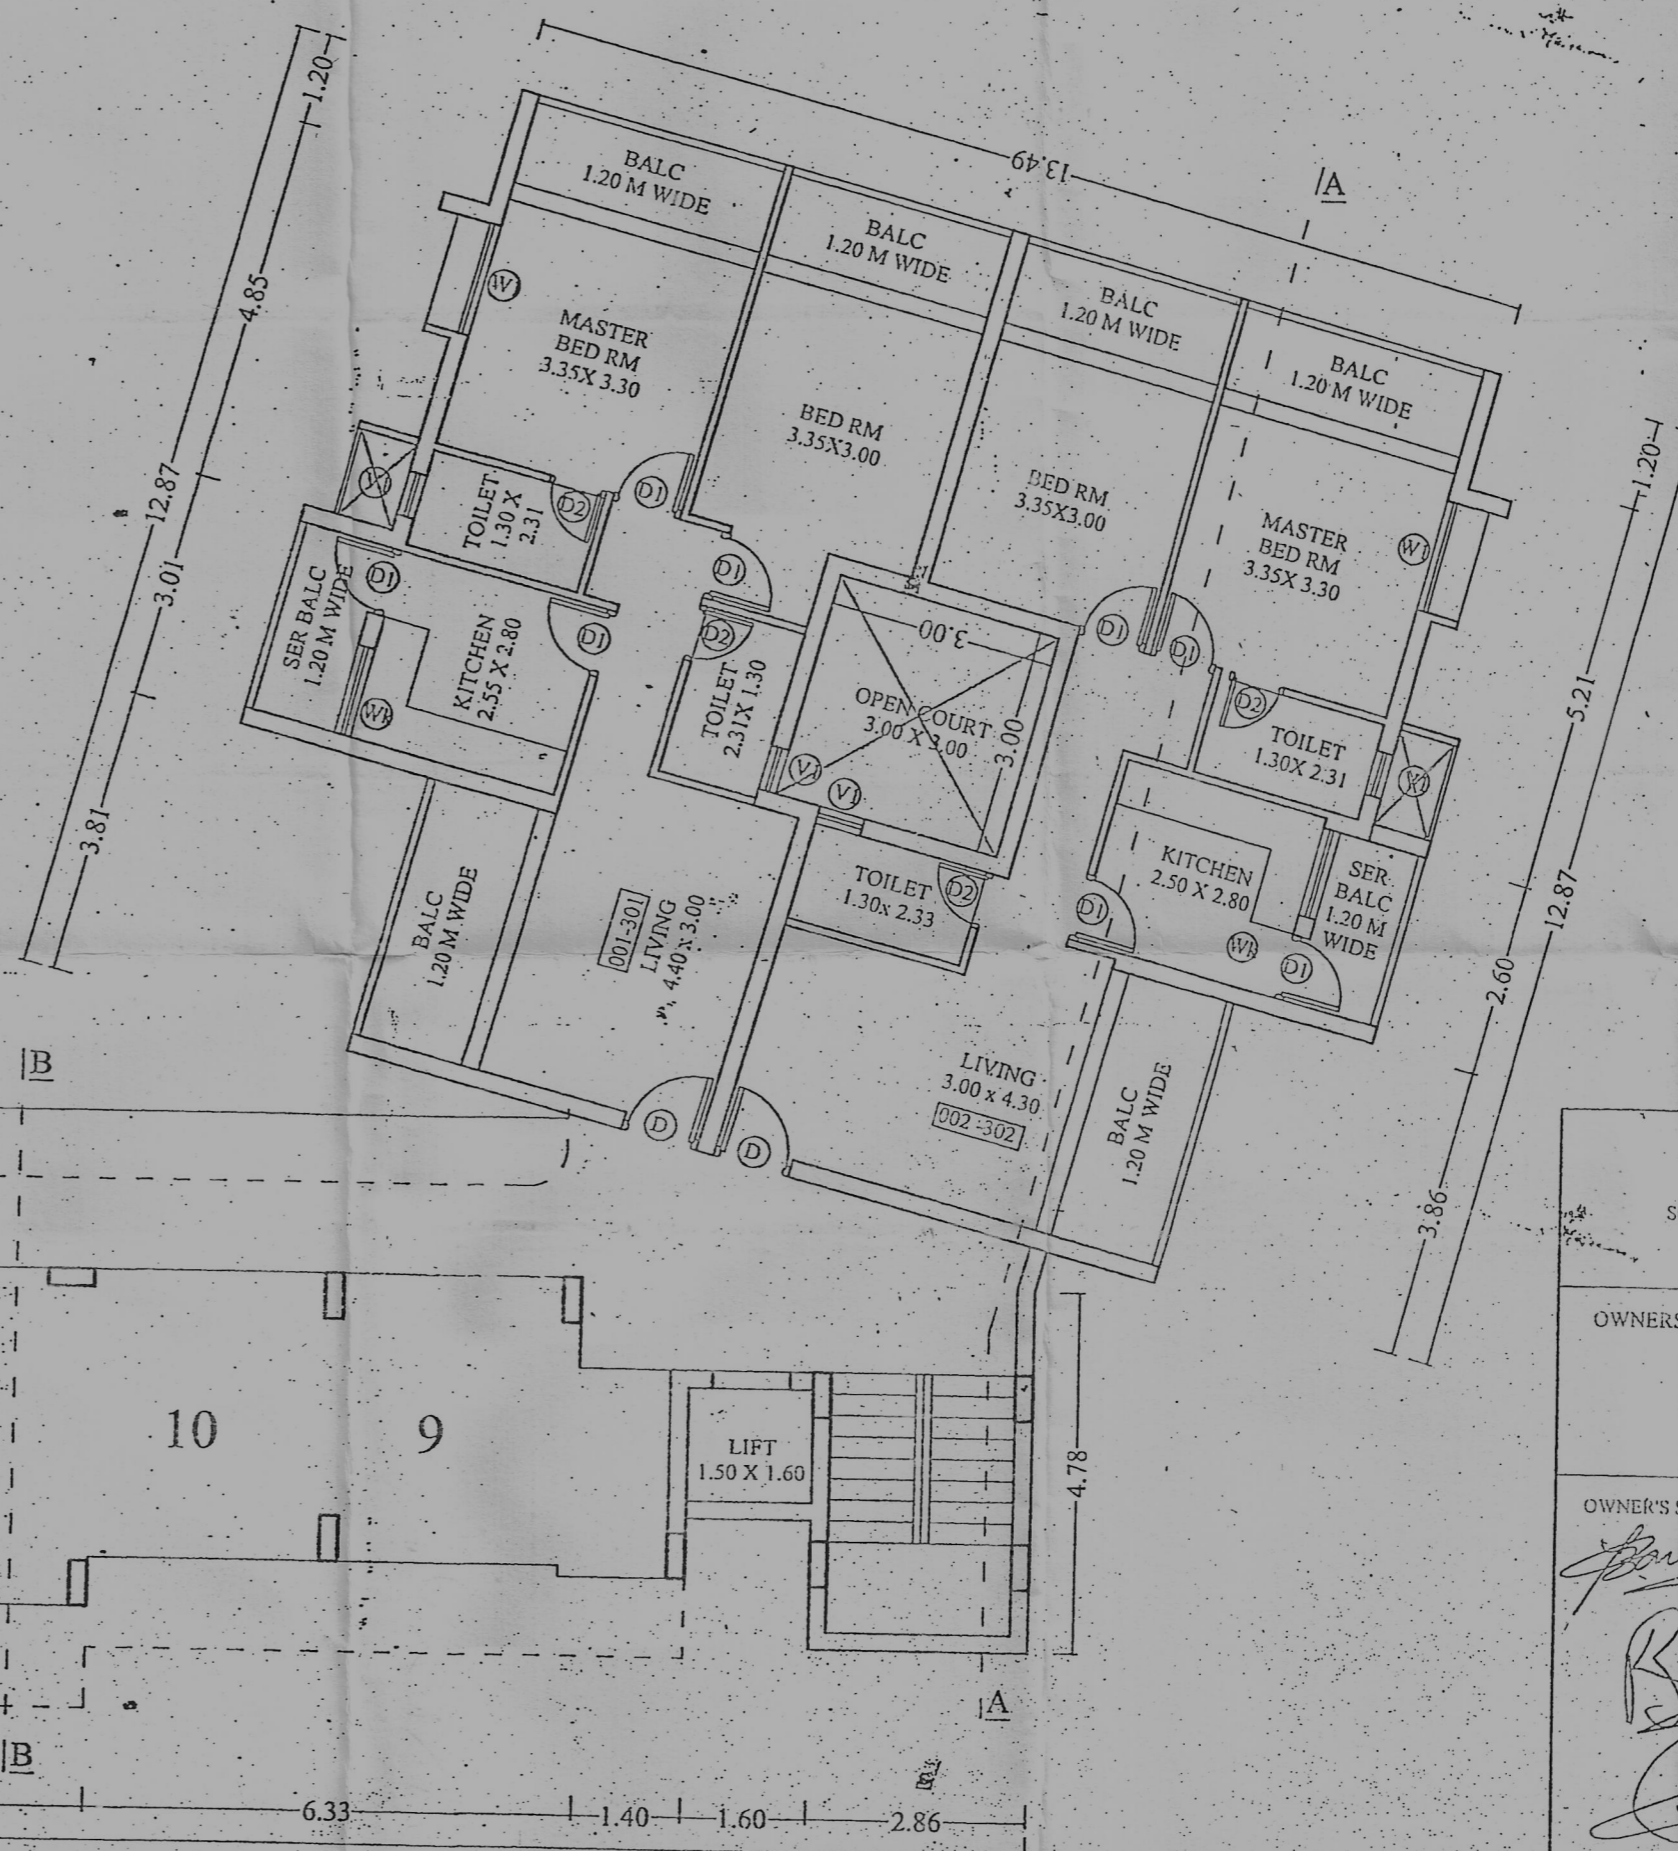 1.20
4.85
12.87
3.01
3.81
13.49
A
BALC
1.20 M WIDE
BALC
1.20 M WIDE
BALC
1.20 M WIDE
BALC
1.20 M WIDE
W1
MASTER
BED RM
3.35X 3.30
BED RM
3.35X3.00
BED RM
3.35X3.00
MASTER
BED RM
3.35X 3.30
W1
1.20
5.21
12.87
2.60
3.86
TOILET
1.30 X
2.31
D2
D1
D1
D1
SER BALC
1.20 M WIDE
KITCHEN
2.55 X 2.80
D1
D2
TOILET
2.31X 1.30
3.00
OPEN COURT
3.00 X 3.00
3.00
V1
V1
D1
D1
D2
TOILET
1.30X 2.31
KITCHEN
2.50 X 2.80
SER.
BALC
1.20 M
WIDE
D1
D1
TOILET
1.30x 2.33
D2
BALC
1.20 M WIDE
001-301
LIVING
4.40x 3.00
LIVING
3.00 x 4.30
002 -302
BALC
1.20 M WIDE
D
D
B
10
9
LIFT
1.50 X 1.60
4.78
A
B
6.33
1.40
1.60
2.86
OWNERS
OWNER'S S